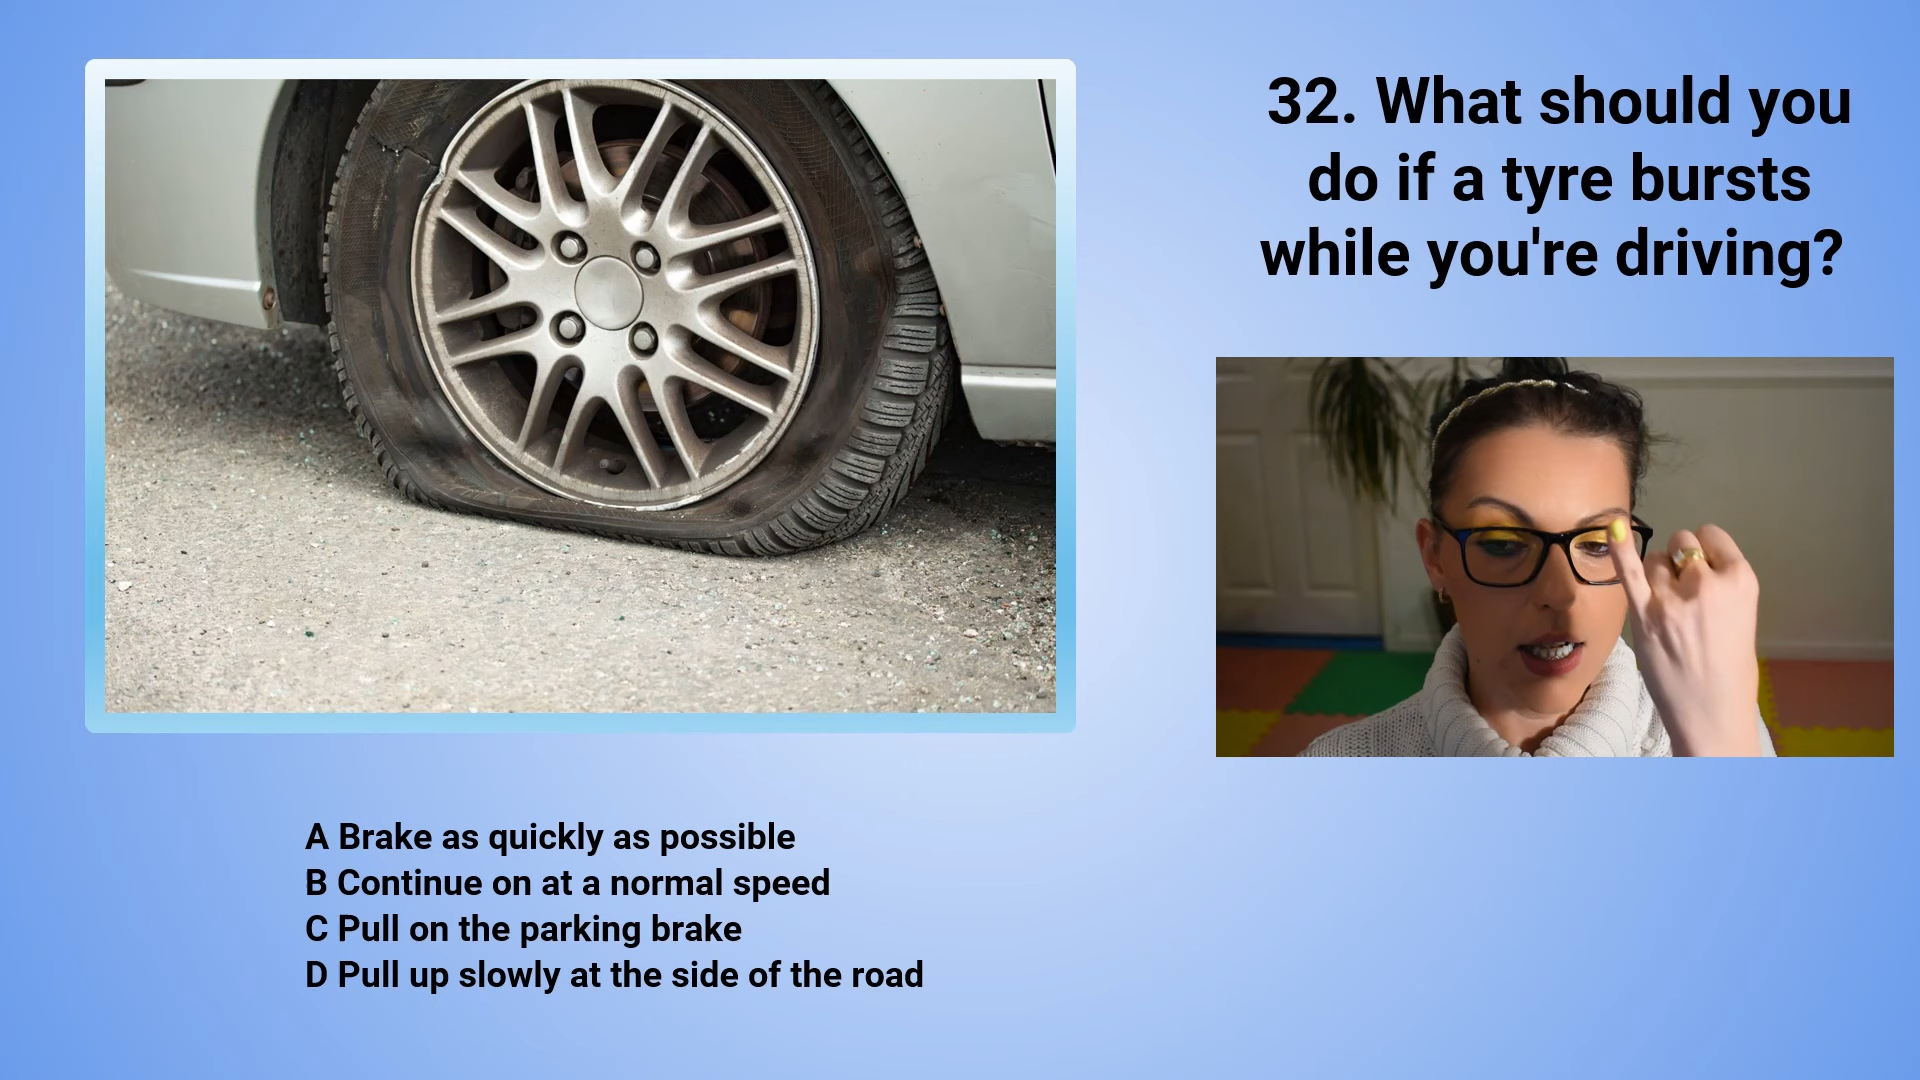 32. What should you
do if a tyre bursts
while you're driving?
A Brake as quickly as possible
B Continue on at a normal speed
C Pull on the parking brake
D Pull up slowly at the side of the road